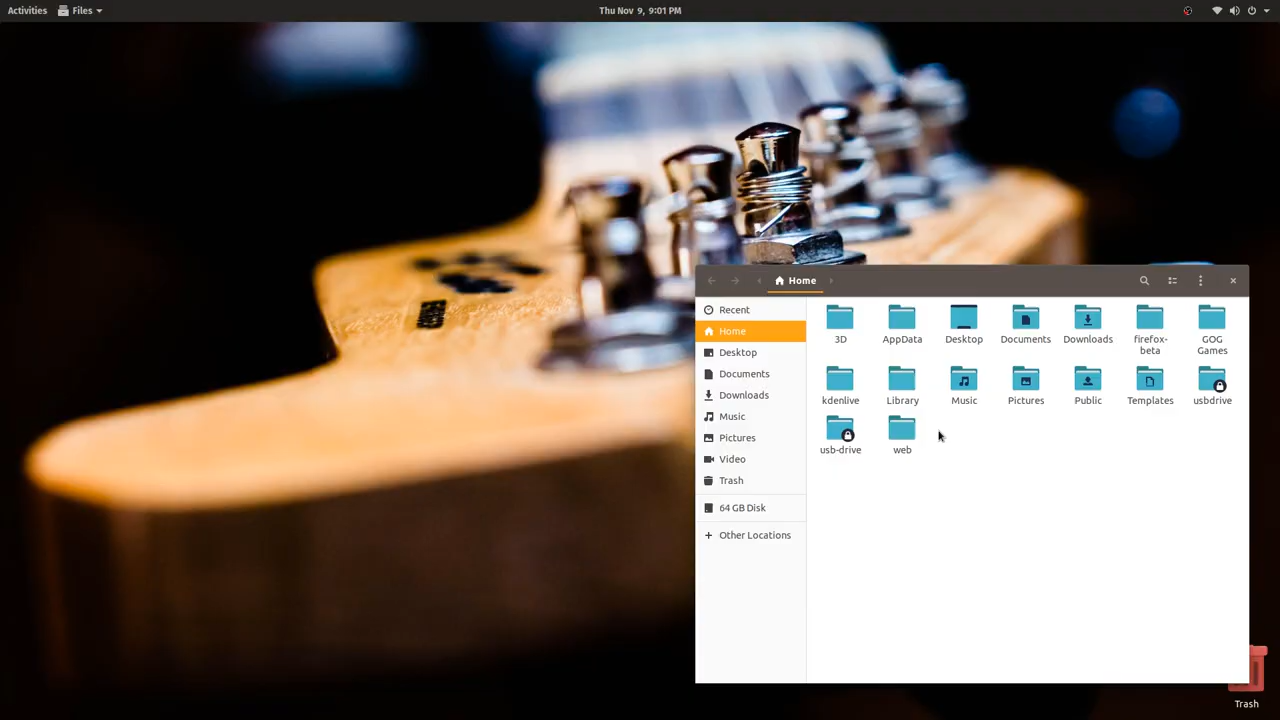 Activities Files Thu Nov 9, 9:01 PM
Home
Recent
Home
Desktop
Documents
Downloads
Music
Pictures
Video
Trash
64 GB Disk
+ Other Locations
3D AppData Desktop Documents Downloads firefox-
beta GOG
Games
kdenlive Library Music Pictures Public Templates usbdrive
usb-drive web
Trash